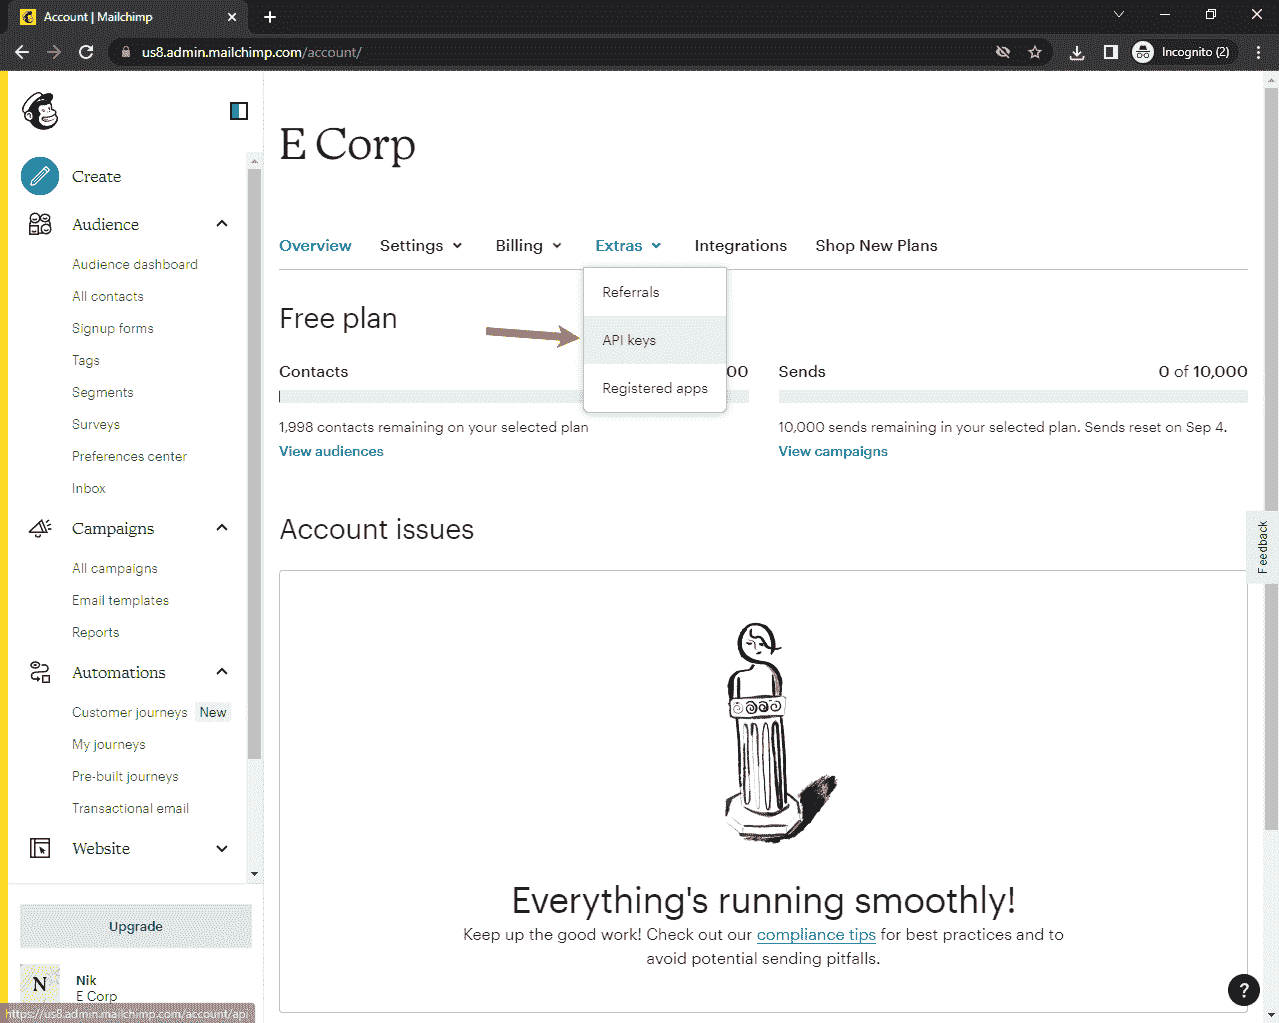 Account | Mailchimp
us8.admin.mailchimp.com/account/
Incognito (2)
E Corp
Create
Audience
Audience dashboard
All contacts
Signup forms
Tags
Segments
Surveys
Preferences center
Inbox
Campaigns
All campaigns
Email templates
Reports
Automations
Customer journeys New
My journeys
Pre-built journeys
Transactional email
Website
Upgrade
N
Nik
E Corp
https://us8.admin.mailchimp.com/account/api
Overview Settings Billing Extras Integrations Shop New Plans
Referrals
API keys
Registered apps
Free plan
Contacts 00
1,998 contacts remaining on your selected plan
View audiences
Sends 0 of 10,000
10,000 sends remaining in your selected plan. Sends reset on Sep 4.
View campaigns
Account issues
Everything's running smoothly!
Keep up the good work! Check out our compliance tips for best practices and to
avoid potential sending pitfalls.
Feedback
?